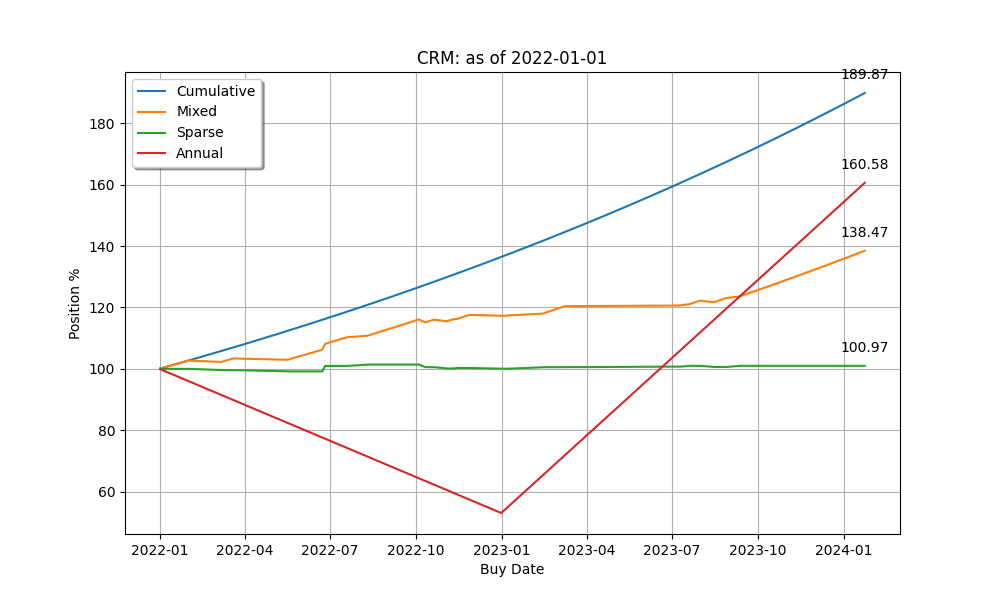 CRM: as of 2022-01-01
189.87
Cumulative
Mixed
Sparse
Annual
160.58
138.47
100.97
180
160
140
120
100
80
60
Position %
2022-01 2022-04 2022-07 2022-10 2023-01 2023-04 2023-07 2023-10 2024-01
Buy Date